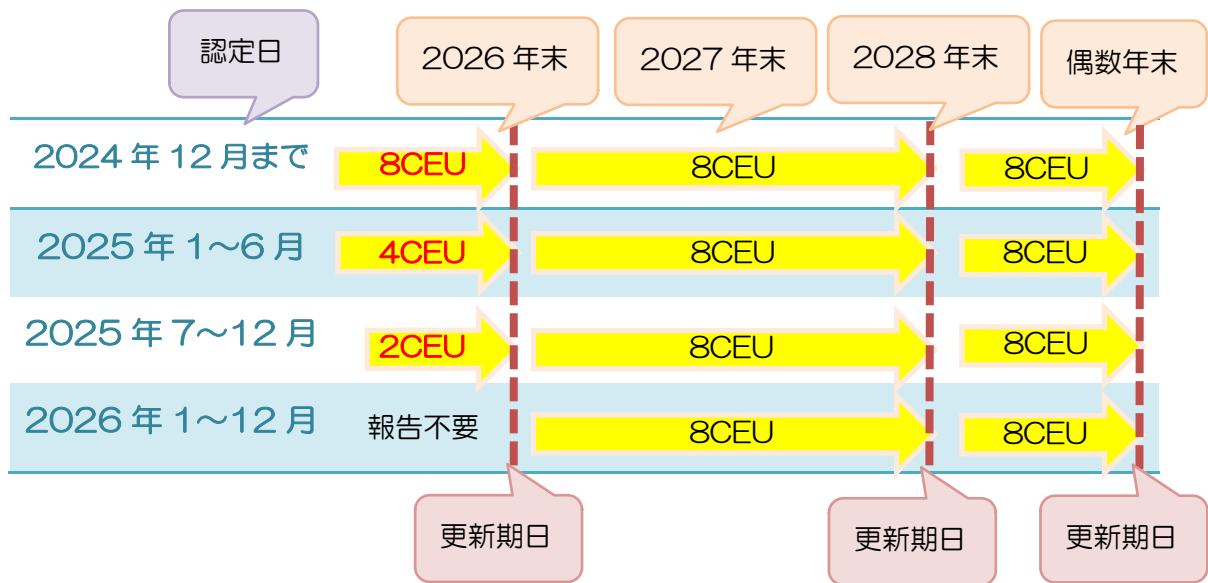 認定日
2026 年末
2027 年末
2028 年末
偶数年末
2024 年 12 月まで
8CEU
8CEU
8CEU
2025 年 1～6 月
4CEU
8CEU
8CEU
2025 年 7～12 月
2CEU
8CEU
8CEU
2026 年 1～12 月
報告不要
8CEU
8CEU
更新期日
更新期日
更新期日